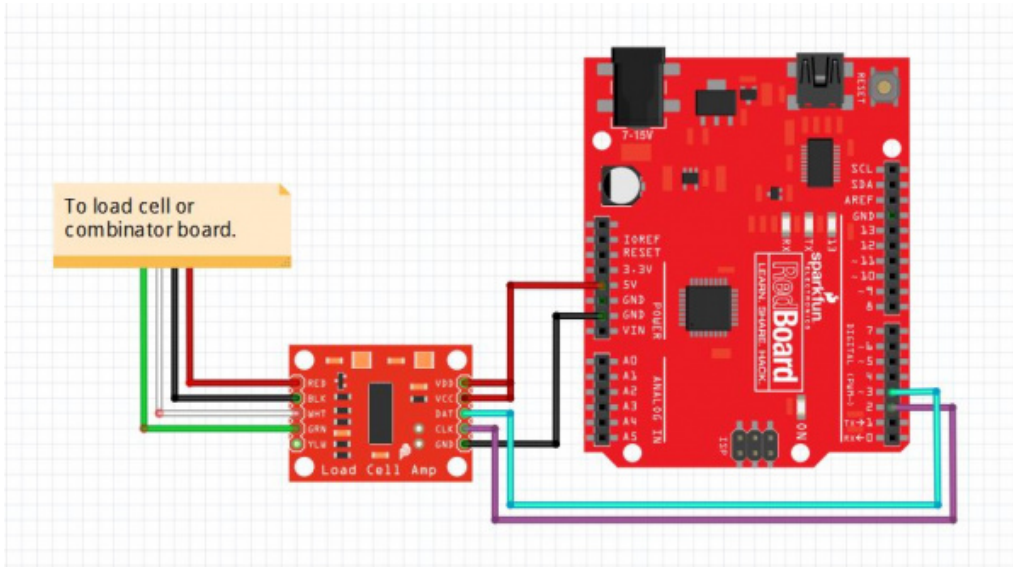 To load cell or
combinator board.
RED
BLK
WHT
GRN
YLW
VDD
VCC
DAT
CLK
GND
Load Cell Amp
7-15V
RESET
IOREF
RESET
3.3V
5V
GND
GND
VIN
POWER
A0
A1
A2
A3
A4
A5
ANALOG IN
RX
TX
13
sparkfun
ELECTRONICS
RedBoard
LEARN. SHARE. HACK.
ISP
ON
SCL
SDA
AREF
GND
13
12
~11
~10
~9
8
7
~6
~5
4
~3
2
TX→1
RX←0
DIGITAL (PWM~)